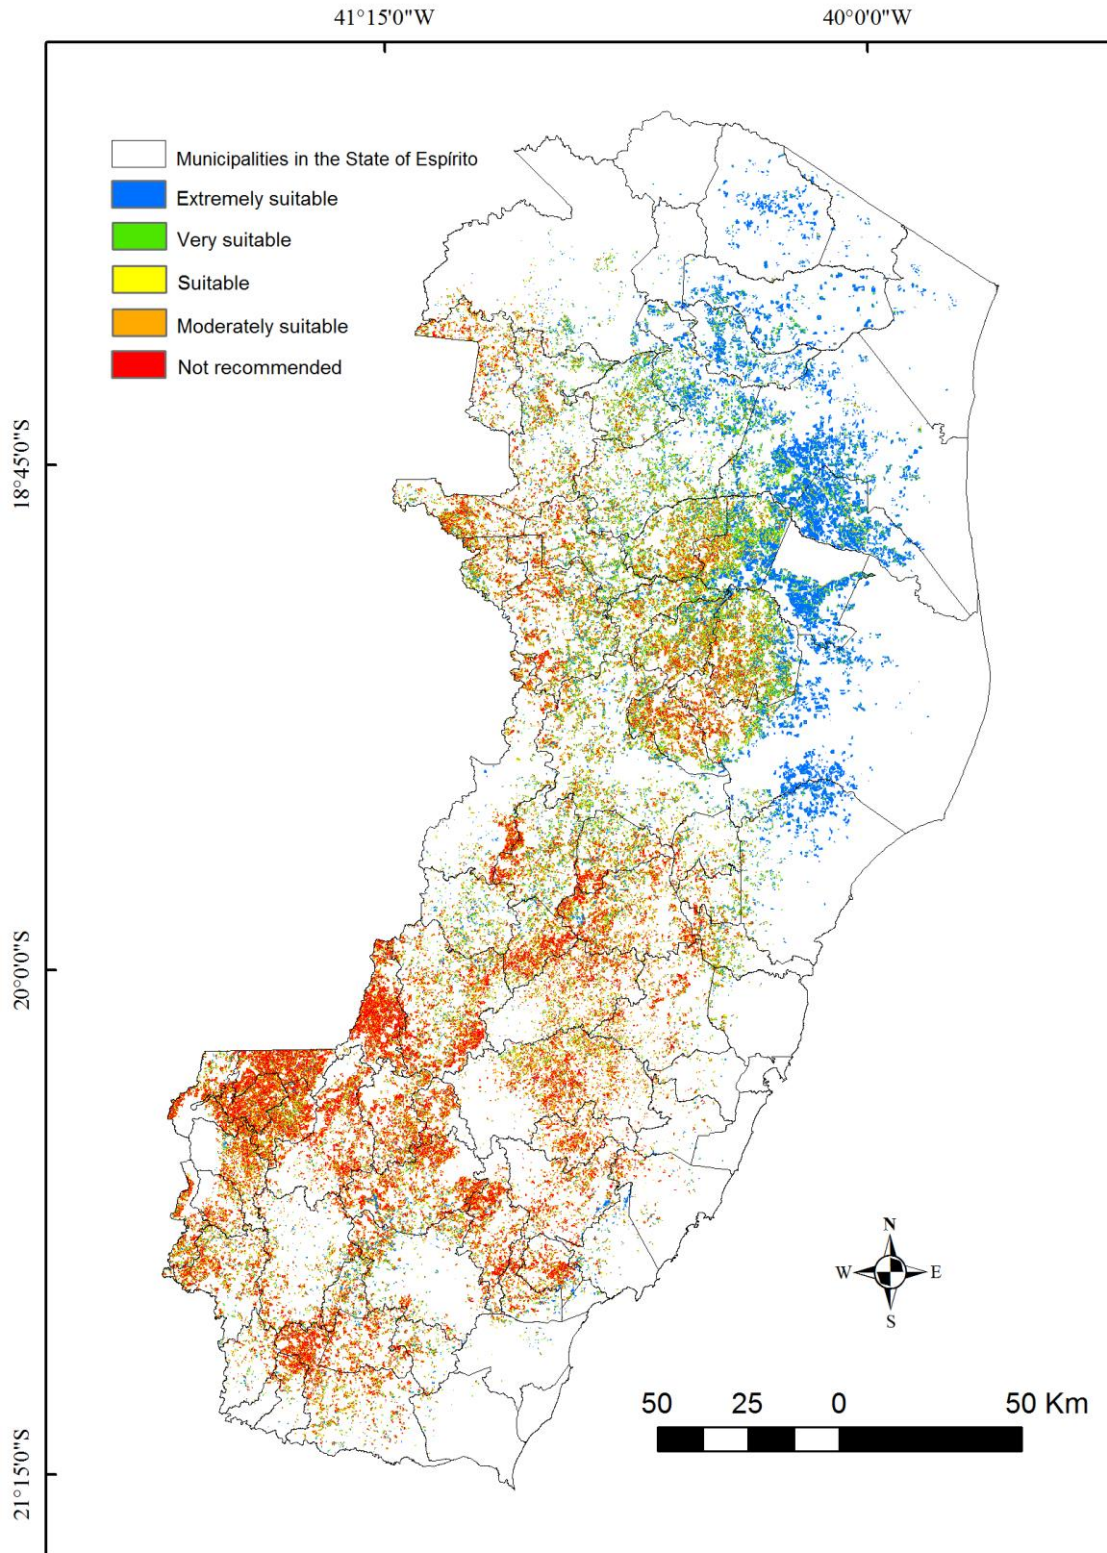 41°15'0"W
40°0'0"W
Municipalities in the State of Espírito
Extremely suitable
Very suitable
Suitable
Moderately suitable
Not recommended
18°45'0"S
20°0'0"S
N
W
E
S
50 25 0 50 Km
21°15'0"S